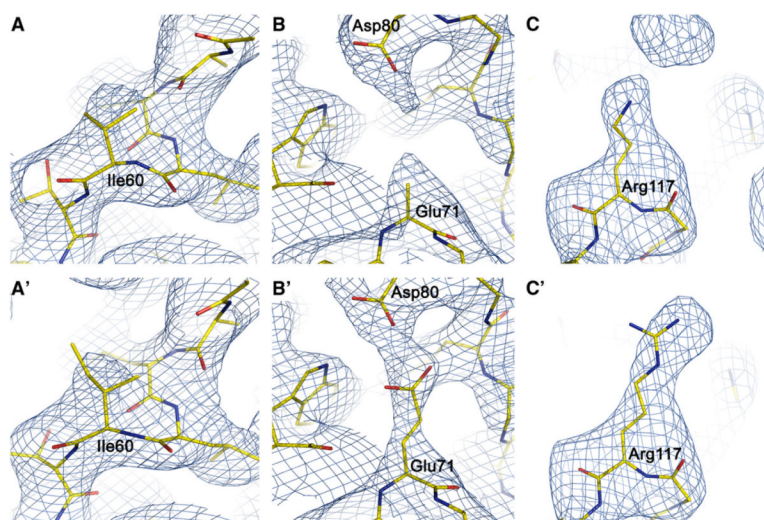 A
B
C
Asp80
Ile60
Glu71
Arg117
A'
B'
C'
Asp80
Ile60
Glu71
Arg117